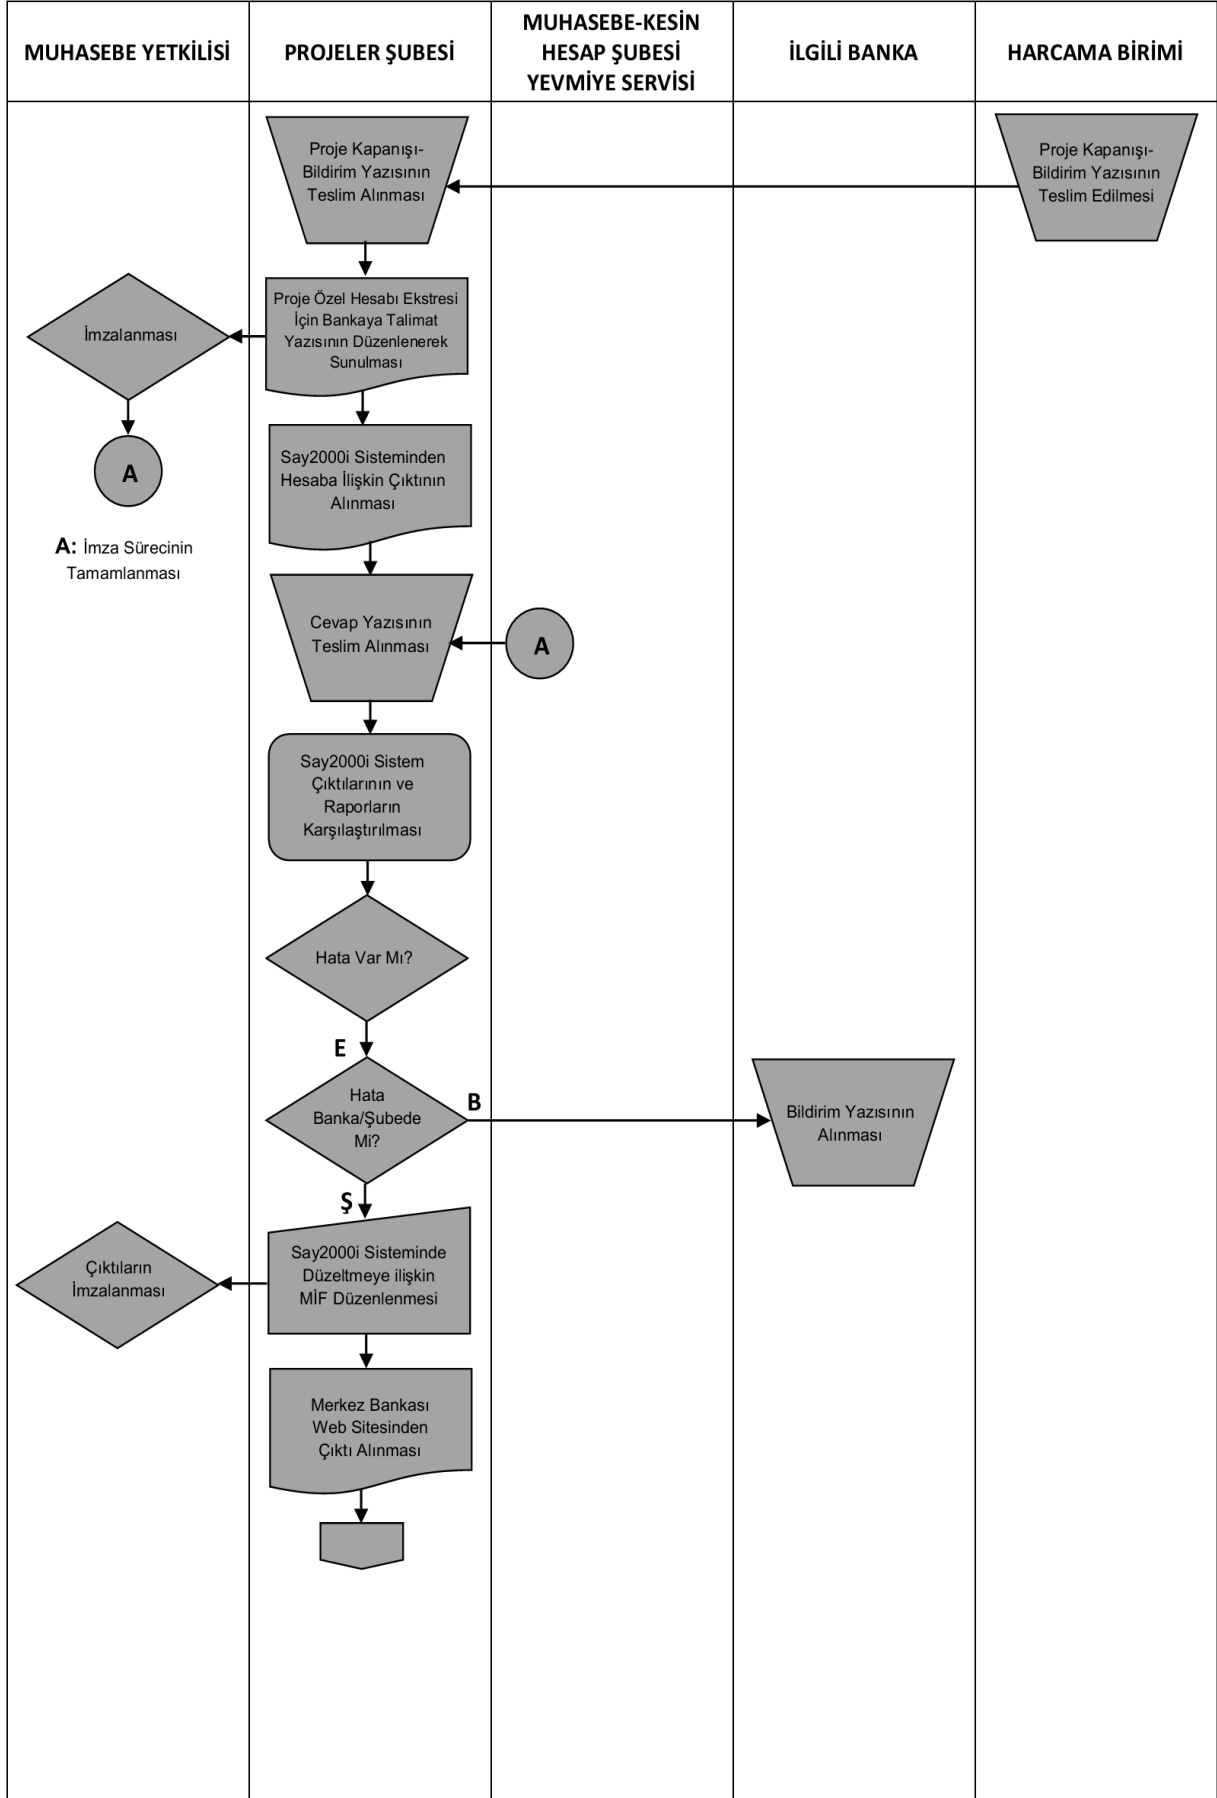 MUHASEBE YETKİLİSİ
PROJELER ŞUBESİ
MUHASEBE-KESİN
HESAP ŞUBESİ
YEVMİYE SERVİSİ
İLGİLİ BANKA
HARCAMA BİRİMİ
Proje Kapanışı-
Bildirim Yazısının
Teslim Alınması
Proje Kapanışı-
Bildirim Yazısının
Teslim Edilmesi
Proje Özel Hesabı Ekstresi
İçin Bankaya Talimat
Yazısının Düzenlenerek
Sunulması
İmzalanması
A
A: İmza Sürecinin
Tamamlanması
Say2000i Sisteminden
Hesaba İlişkin Çıktının
Alınması
Cevap Yazısının
Teslim Alınması
A
Say2000i Sistem
Çıktılarının ve
Raporların
Karşılaştırılması
Hata Var Mı?
E
Hata
Banka/Şubede
Mi?
B
Bildirim Yazısının
Alınması
Ş
Say2000i Sisteminde
Düzeltmeye ilişkin
MİF Düzenlenmesi
Çıktıların
İmzalanması
Merkez Bankası
Web Sitesinden
Çıktı Alınması